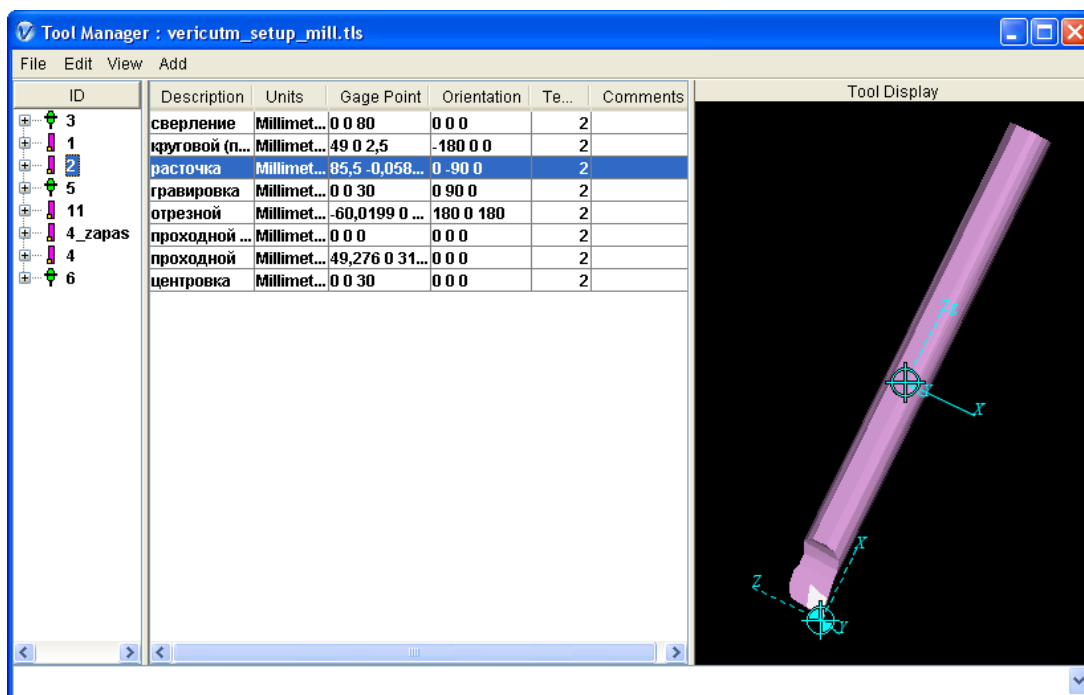 Tool Manager : vericutm_setup_mill.tls
File Edit View Add
ID Description Units Gage Point Orientation Te... Comments Tool Display
3 сверление Millimet... 0 0 80 0 0 0 2
1 круговой (п... Millimet... 49 0 2,5 -180 0 0 2
2 расточка Millimet... 85,5 -0,058... 0 -90 0 2
5 гравировка Millimet... 0 0 30 0 90 0 2
11 отрезной Millimet... -60,0199 0 ... 180 0 180 2
4_zapas проходной ... Millimet... 0 0 0 0 0 0 2
4 проходной Millimet... 49,276 0 31... 0 0 0 2
6 центровка Millimet... 0 0 30 0 0 0 2
X
X
Z
Y